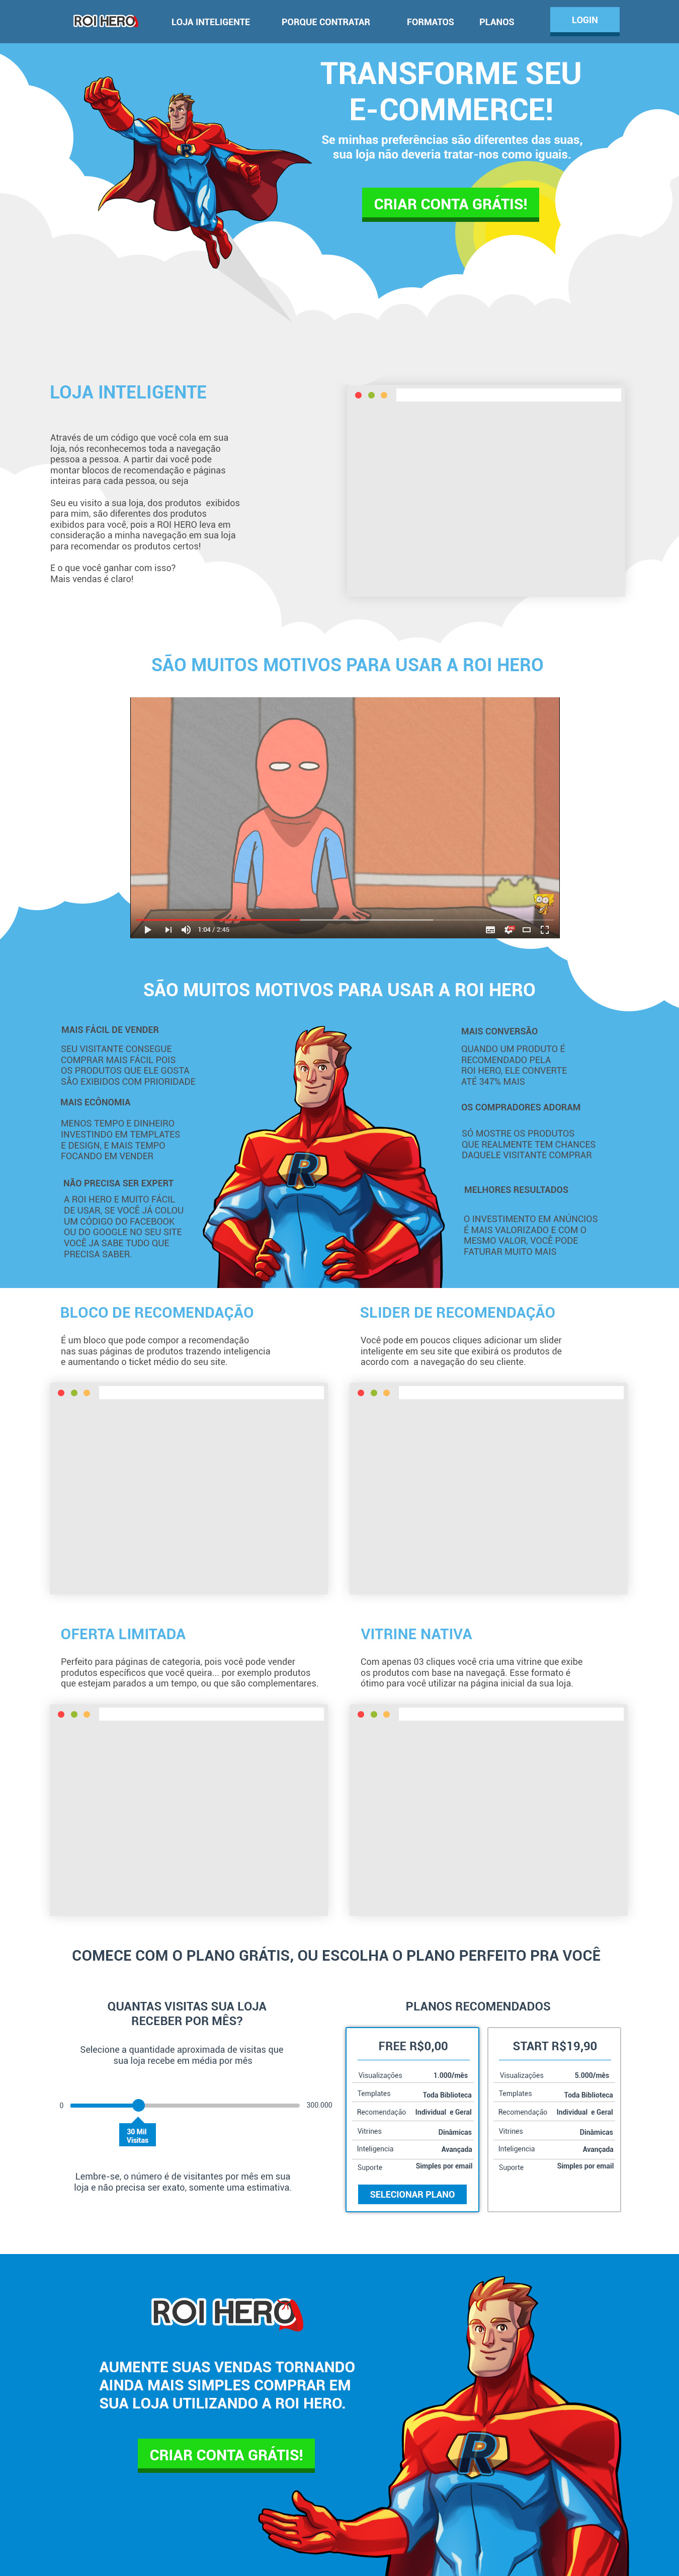 ROI HERO
LOJA INTELIGENTE
PORQUE CONTRATAR
FORMATOS
PLANOS
LOGIN
TRANSFORME SEU
E-COMMERCE!
Se minhas preferências são diferentes das suas,
sua loja não deveria tratar-nos como iguais.
CRIAR CONTA GRÁTIS!
LOJA INTELIGENTE
Através de um código que você cola em sua
loja, nós reconhecemos toda a navegação
pessoa a pessoa. A partir dai você pode
montar blocos de recomendação e páginas
inteiras para cada pessoa, ou seja
Seu eu visito a sua loja, dos produtos exibidos
para mim, são diferentes dos produtos
exibidos para você, pois a ROI HERO leva em
consideração a minha navegação em sua loja
para recomendar os produtos certos!
E o que você ganhar com isso?
Mais vendas é claro!
SÃO MUITOS MOTIVOS PARA USAR A ROI HERO
1:04 / 2:45
SÃO MUITOS MOTIVOS PARA USAR A ROI HERO
MAIS FÁCIL DE VENDER
SEU VISITANTE CONSEGUE
COMPRAR MAIS FÁCIL POIS
OS PRODUTOS QUE ELE GOSTA
SÃO EXIBIDOS COM PRIORIDADE
MAIS ECÔNOMIA
MENOS TEMPO E DINHEIRO
INVESTINDO EM TEMPLATES
E DESIGN, E MAIS TEMPO
FOCANDO EM VENDER
NÃO PRECISA SER EXPERT
A ROI HERO E MUITO FÁCIL
DE USAR, SE VOCÊ JÁ COLOU
UM CÓDIGO DO FACEBOOK
OU DO GOOGLE NO SEU SITE
VOCÊ JA SABE TUDO QUE
PRECISA SABER.
R
MAIS CONVERSÃO
QUANDO UM PRODUTO É
RECOMENDADO PELA
ROI HERO, ELE CONVERTE
ATÉ 347% MAIS
OS COMPRADORES ADORAM
SÓ MOSTRE OS PRODUTOS
QUE REALMENTE TEM CHANCES
DAQUELE VISITANTE COMPRAR
MELHORES RESULTADOS
O INVESTIMENTO EM ANÚNCIOS
É MAIS VALORIZADO E COM O
MESMO VALOR, VOCÊ PODE
FATURAR MUITO MAIS
BLOCO DE RECOMENDAÇÃO
É um bloco que pode compor a recomendação
nas suas páginas de produtos trazendo inteligencia
e aumentando o ticket médio do seu site.
SLIDER DE RECOMENDAÇÃO
Você pode em poucos cliques adicionar um slider
inteligente em seu site que exibirá os produtos de
acordo com a navegação do seu cliente.
OFERTA LIMITADA
Perfeito para páginas de categoria, pois você pode vender
produtos específicos que você queira... por exemplo produtos
que estejam parados a um tempo, ou que são complementares.
VITRINE NATIVA
Com apenas 03 cliques você cria uma vitrine que exibe
os produtos com base na navegaçã. Esse formato é
ótimo para você utilizar na página inicial da sua loja.
COMECE COM O PLANO GRÁTIS, OU ESCOLHA O PLANO PERFEITO PRA VOCÊ
QUANTAS VISITAS SUA LOJA
RECEBER POR MÊS?
Selecione a quantidade aproximada de visitas que
sua loja recebe em média por mês
0
300.000
30 Mil
Visitas
Lembre-se, o número é de visitantes por mês em sua
loja e não precisa ser exato, somente uma estimativa.
PLANOS RECOMENDADOS
FREE R$0,00
Visualizações 1.000/mês
Templates Toda Biblioteca
Recomendação Individual e Geral
Vitrines Dinâmicas
Inteligencia Avançada
Suporte Simples por email
SELECIONAR PLANO
START R$19,90
Visualizações 5.000/mês
Templates Toda Biblioteca
Recomendação Individual e Geral
Vitrines Dinâmicas
Inteligencia Avançada
Suporte Simples por email
ROI HERO
AUMENTE SUAS VENDAS TORNANDO
AINDA MAIS SIMPLES COMPRAR EM
SUA LOJA UTILIZANDO A ROI HERO.
CRIAR CONTA GRÁTIS!
R